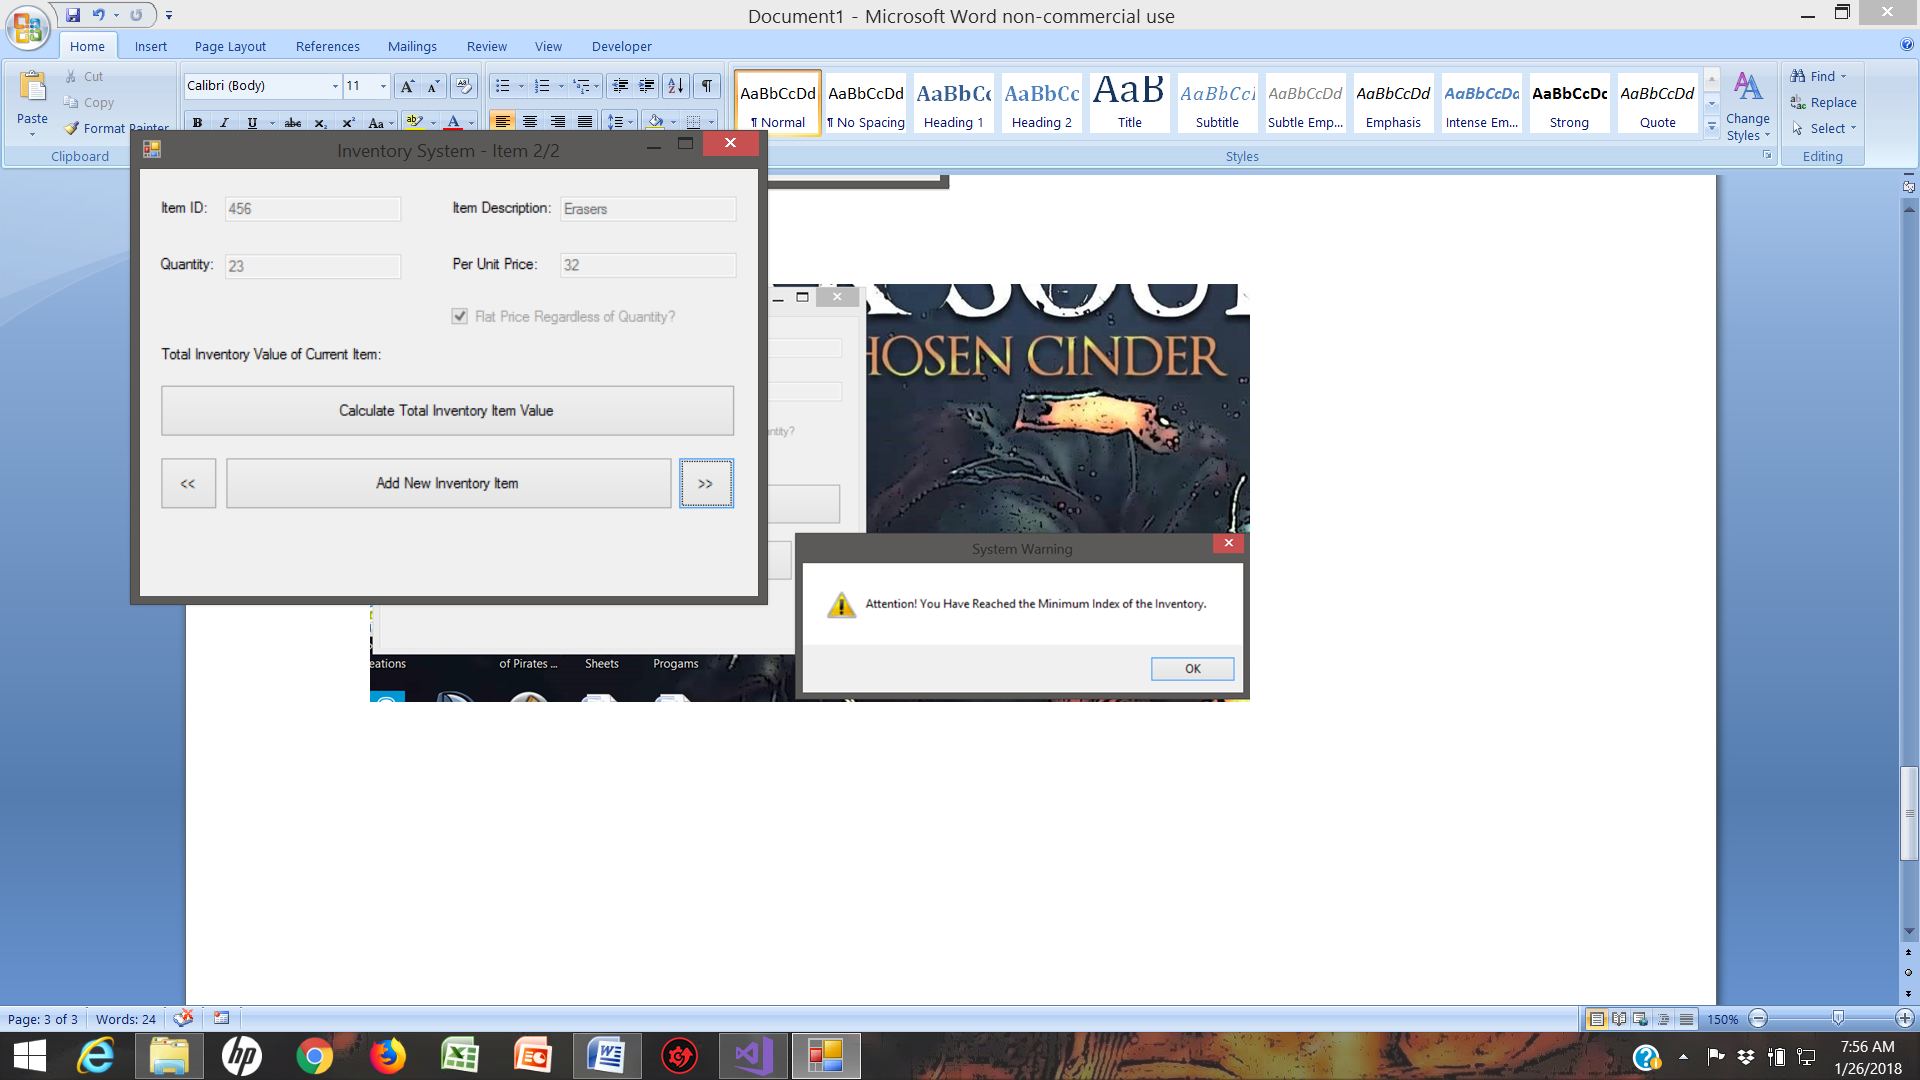 Document1 - Microsoft Word non-commercial use
Home Insert Page Layout References Mailings Review View Developer
Paste
Cut
Copy
Format Painter
Clipboard
Calibri (Body) 11
AaBbCcDd AaBbCcDd AaBbCc AaBbCc AaB AaBbCcI AaBbCcDd AaBbCcDd AaBbCcDd AaBbCcDd AaBbCcDd
¶ Normal ¶ No Spacing Heading 1 Heading 2 Title Subtitle Subtle Emp... Emphasis Intense Em... Strong Quote
Change Styles
Styles
Find
Replace
Select
Editing
Inventory System - Item 2/2
Item ID: 456 Item Description: Erasers
Quantity: 23 Per Unit Price: 32
Flat Price Regardless of Quantity?
Total Inventory Value of Current Item:
Calculate Total Inventory Item Value
<< Add New Inventory Item >>
HOSEN CINDER
ntity?
System Warning
Attention! You Have Reached the Minimum Index of the Inventory.
OK
eations of Pirates ... Sheets Progams
Page: 3 of 3 Words: 24 150%
7:56 AM
1/26/2018